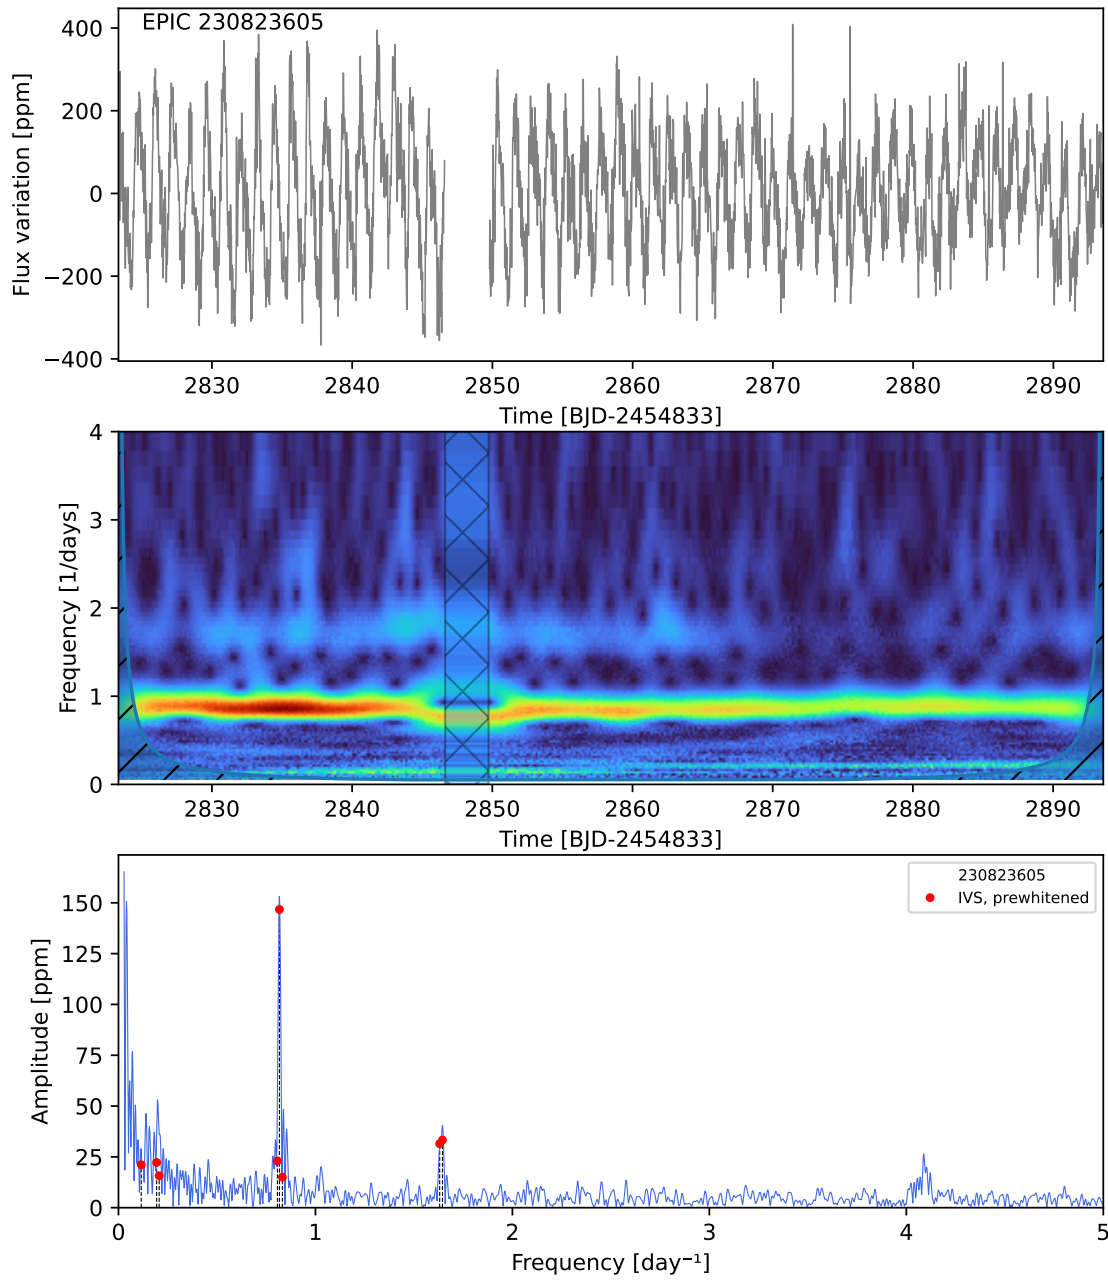 EPIC 230823605
400
200
0
−200
−400
Flux variation [ppm]
2830 2840 2850 2860 2870 2880 2890
Time [BJD-2454833]
4
3
2
1
0
Frequency [1/days]
2830 2840 2850 2860 2870 2880 2890
Time [BJD-2454833]
230823605
IVS, prewhitened
150
125
100
75
50
25
0
Amplitude [ppm]
0 1 2 3 4 5
Frequency [day⁻¹]